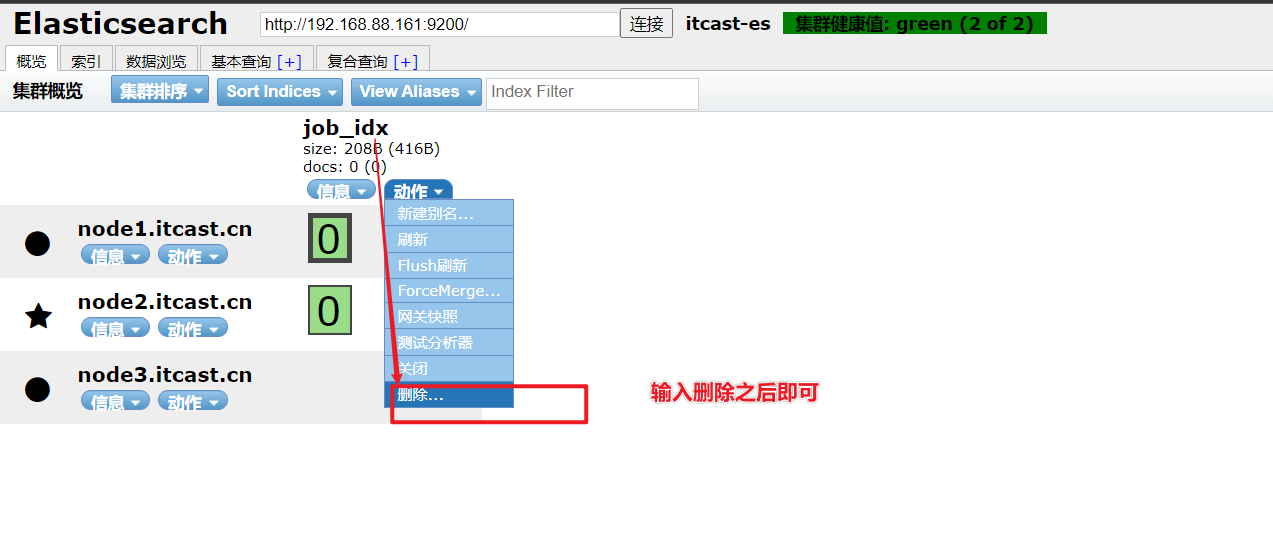 Elasticsearch http://192.168.88.161:9200/ 连接 itcast-es 集群健康值: green (2 of 2)
概览 索引 数据浏览 基本查询 [+] 复合查询 [+]
集群概览 集群排序 Sort Indices View Aliases Index Filter
job_idx
size: 208B (416B)
docs: 0 (0)
信息 动作
新建别名...
刷新
Flush刷新
ForceMerge...
网关快照
测试分析器
关闭
删除...
node1.itcast.cn
信息 动作
0
node2.itcast.cn
信息 动作
0
node3.itcast.cn
信息 动作
输入删除之后即可